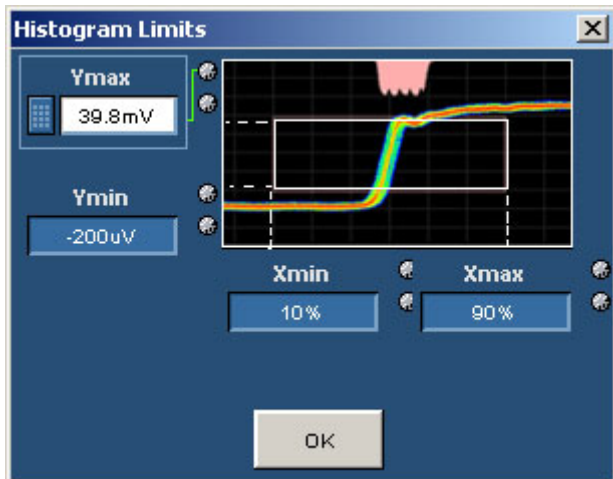 Histogram Limits
Ymax
39.8mV
Ymin
-200uV
Xmin
Xmax
10%
90%
OK